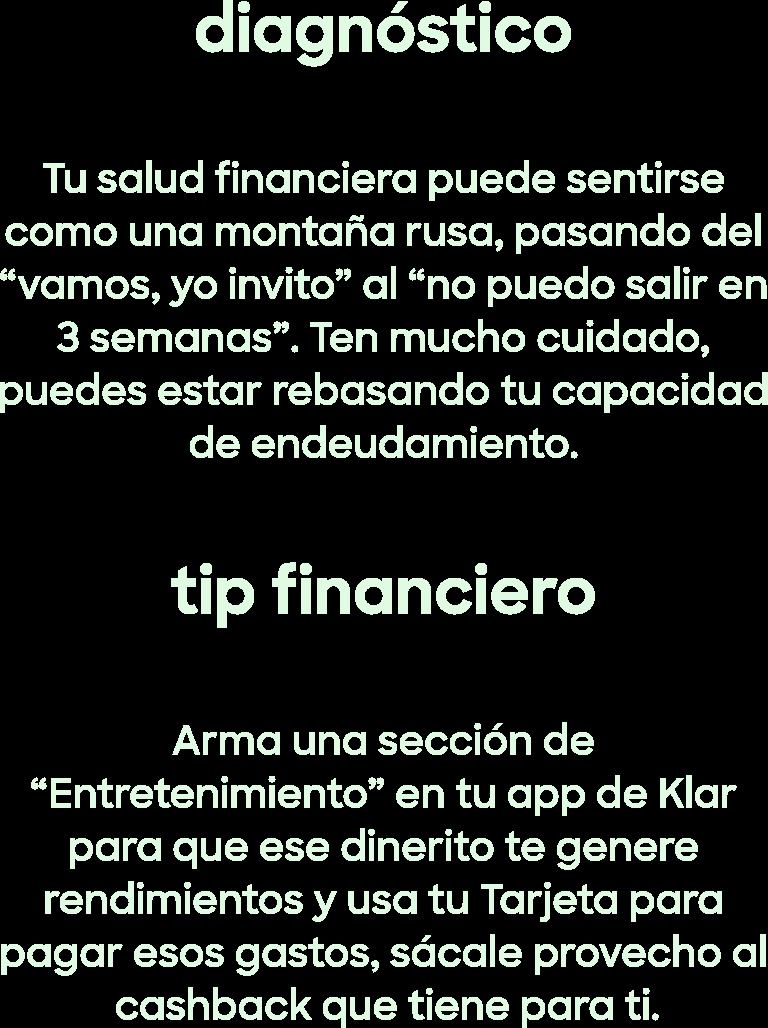 diagnóstico
Tu salud financiera puede sentirse
como una montaña rusa, pasando del
“vamos, yo invito” al “no puedo salir en
3 semanas”. Ten mucho cuidado,
puedes estar rebasando tu capacidad
de endeudamiento.
tip financiero
Arma una sección de
“Entretenimiento” en tu app de Klar
para que ese dinerito te genere
rendimientos y usa tu Tarjeta para
pagar esos gastos, sácale provecho al
cashback que tiene para ti.